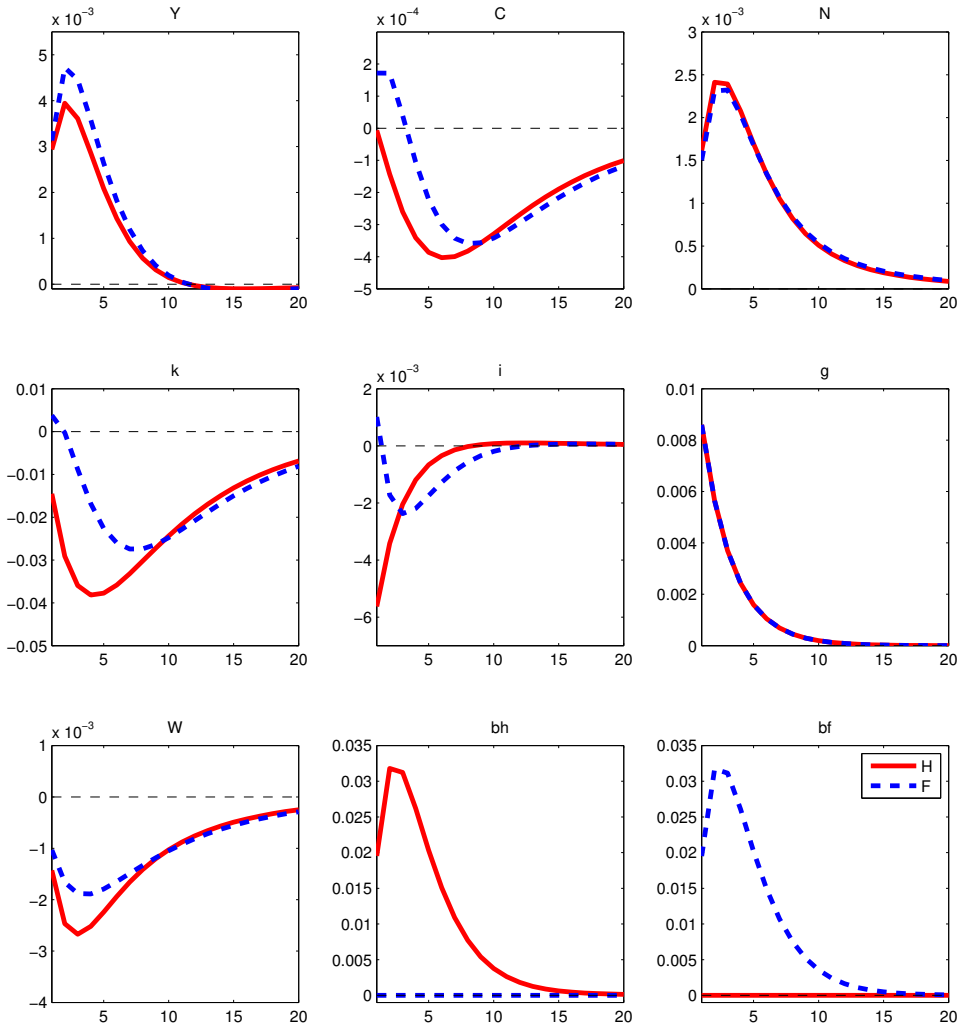 Y
x 10⁻³
5
4
3
2
1
0
5 10 15 20
C
x 10⁻⁴
2
1
0
−1
−2
−3
−4
−5
5 10 15 20
N
x 10⁻³
3
2.5
2
1.5
1
0.5
0
5 10 15 20
k
0.01
0
−0.01
−0.02
−0.03
−0.04
−0.05
5 10 15 20
i
x 10⁻³
2
0
−2
−4
−6
5 10 15 20
g
0.01
0.008
0.006
0.004
0.002
0
5 10 15 20
W
x 10⁻³
1
0
−1
−2
−3
−4
5 10 15 20
bh
0.035
0.03
0.025
0.02
0.015
0.01
0.005
0
5 10 15 20
bf
0.035
0.03
0.025
0.02
0.015
0.01
0.005
0
5 10 15 20
H
F